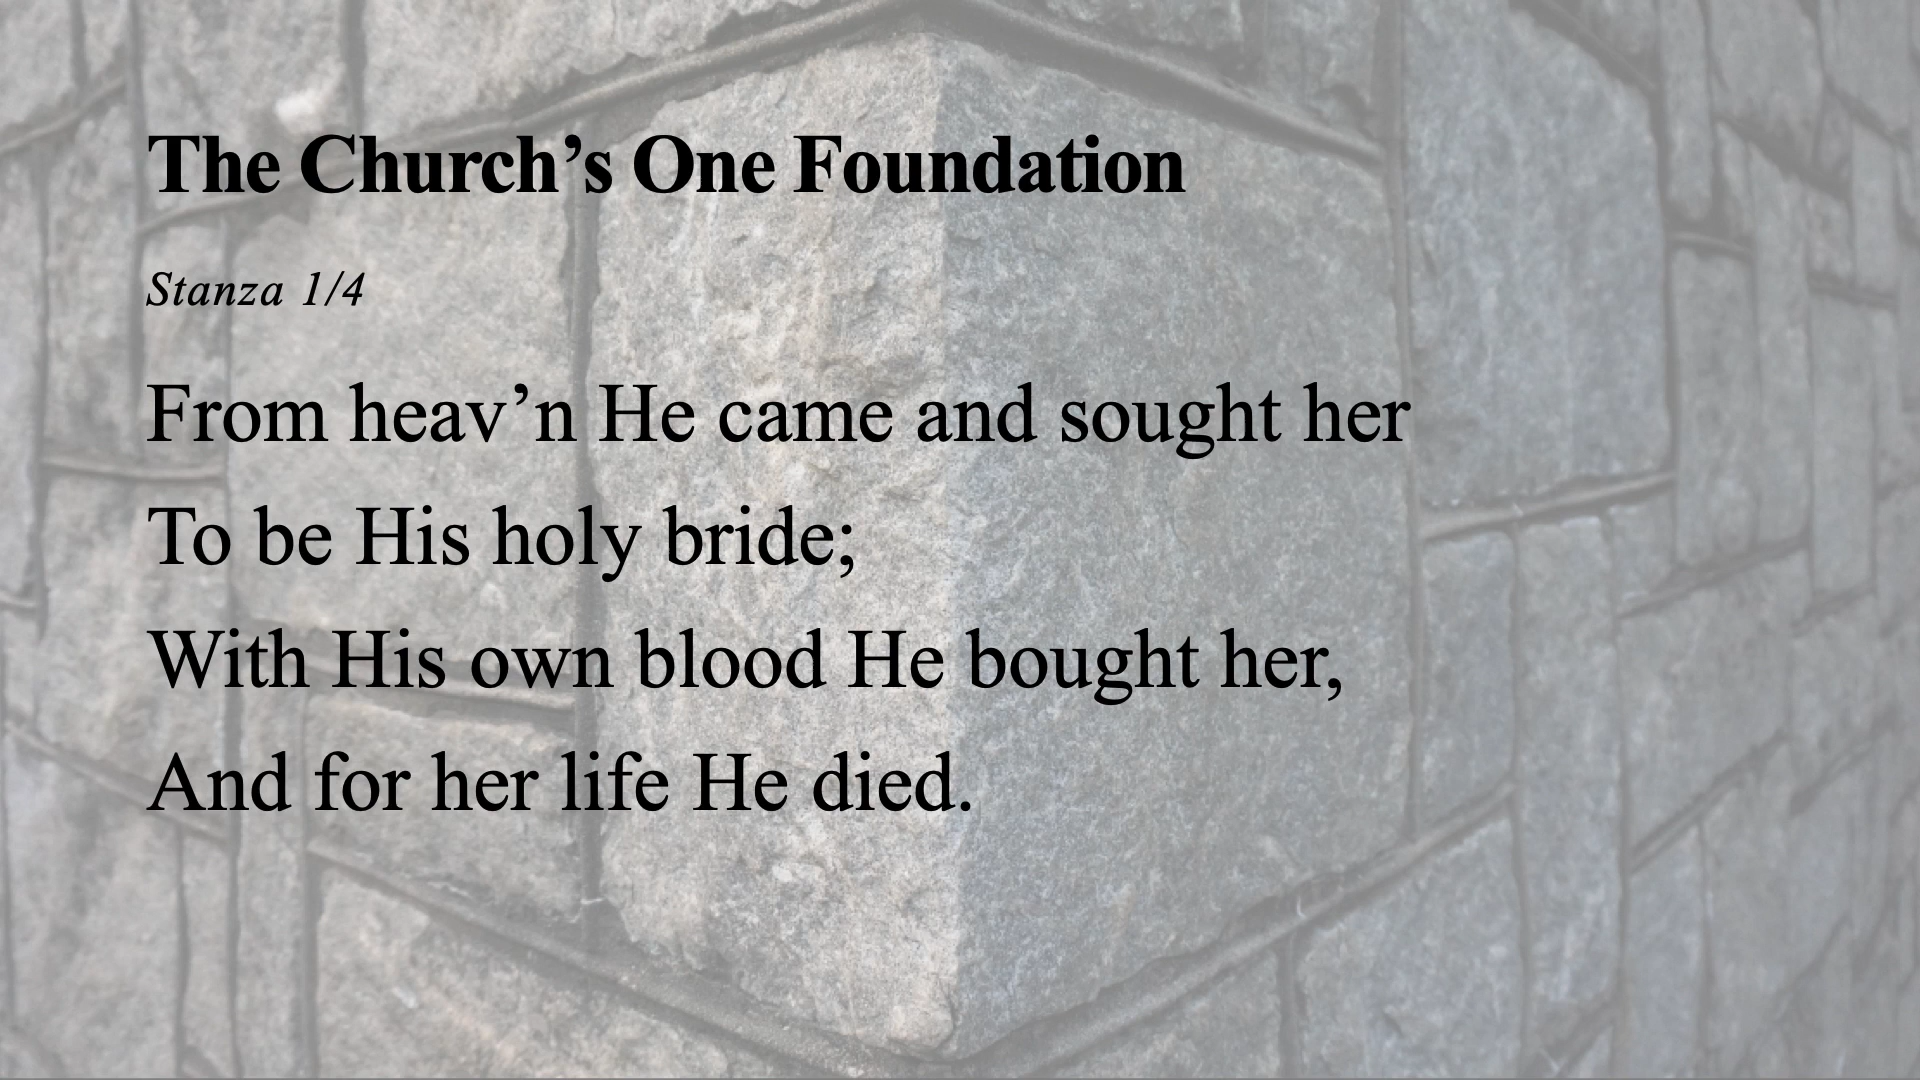 The Church’s One Foundation
Stanza 1/4
From heav’n He came and sought her
To be His holy bride;
With His own blood He bought her,
And for her life He died.